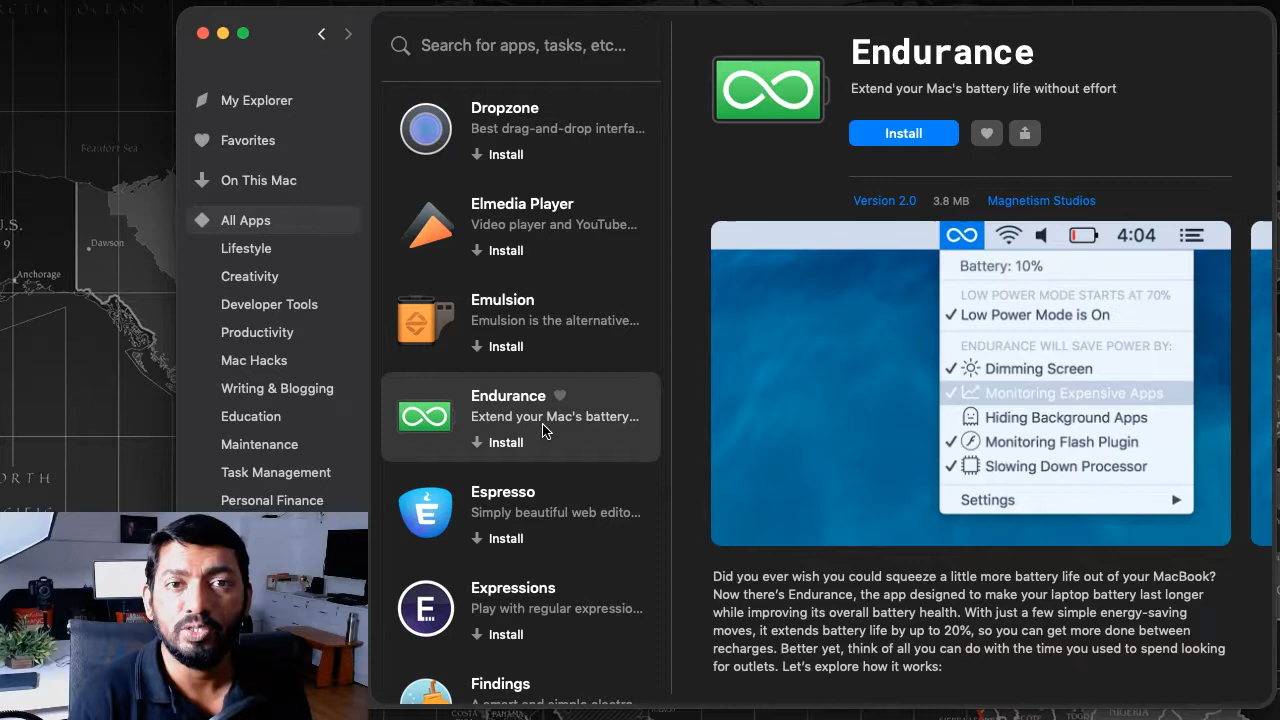 ARCTIC OCEAN
Beaufort Sea
U.S.
9
Dawson
Anchorage
NORTH
My Explorer
Favorites
On This Mac
All Apps
Lifestyle
Creativity
Developer Tools
Productivity
Mac Hacks
Writing & Blogging
Education
Maintenance
Task Management
Personal Finance
Search for apps, tasks, etc...
Dropzone
Best drag-and-drop interfa...
Install
Elmedia Player
Video player and YouTube...
Install
Emulsion
Emulsion is the alternative...
Install
Endurance
Extend your Mac's battery...
Install
Espresso
Simply beautiful web edito...
Install
Expressions
Play with regular expressio...
Install
Findings
Endurance
Extend your Mac's battery life without effort
Install
Version 2.0 3.8 MB Magnetism Studios
4:04
Battery: 10%
LOW POWER MODE STARTS AT 70%
✓ Low Power Mode is On
ENDURANCE WILL SAVE POWER BY:
✓ Dimming Screen
✓ Monitoring Expensive Apps
Hiding Background Apps
✓ Monitoring Flash Plugin
✓ Slowing Down Processor
Settings
Did you ever wish you could squeeze a little more battery life out of your MacBook?
Now there's Endurance, the app designed to make your laptop battery last longer
while improving its overall battery health. With just a few simple energy-saving
moves, it extends battery life by up to 20%, so you can get more done between
recharges. Better yet, think of all you can do with the time you used to spend looking
for outlets. Let's explore how it works: